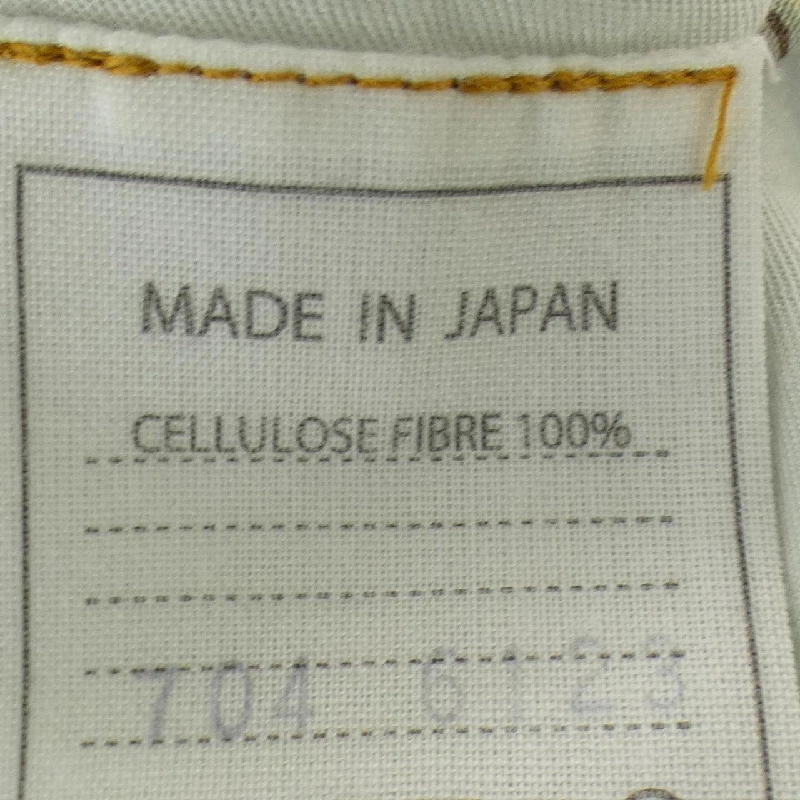 MADE IN JAPAN
CELLULOSE FIBRE 100%
704 6123